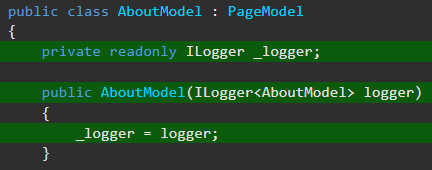 public class AboutModel : PageModel
{
    private readonly ILogger _logger;

    public AboutModel(ILogger<AboutModel> logger)
    {
        _logger = logger;
    }